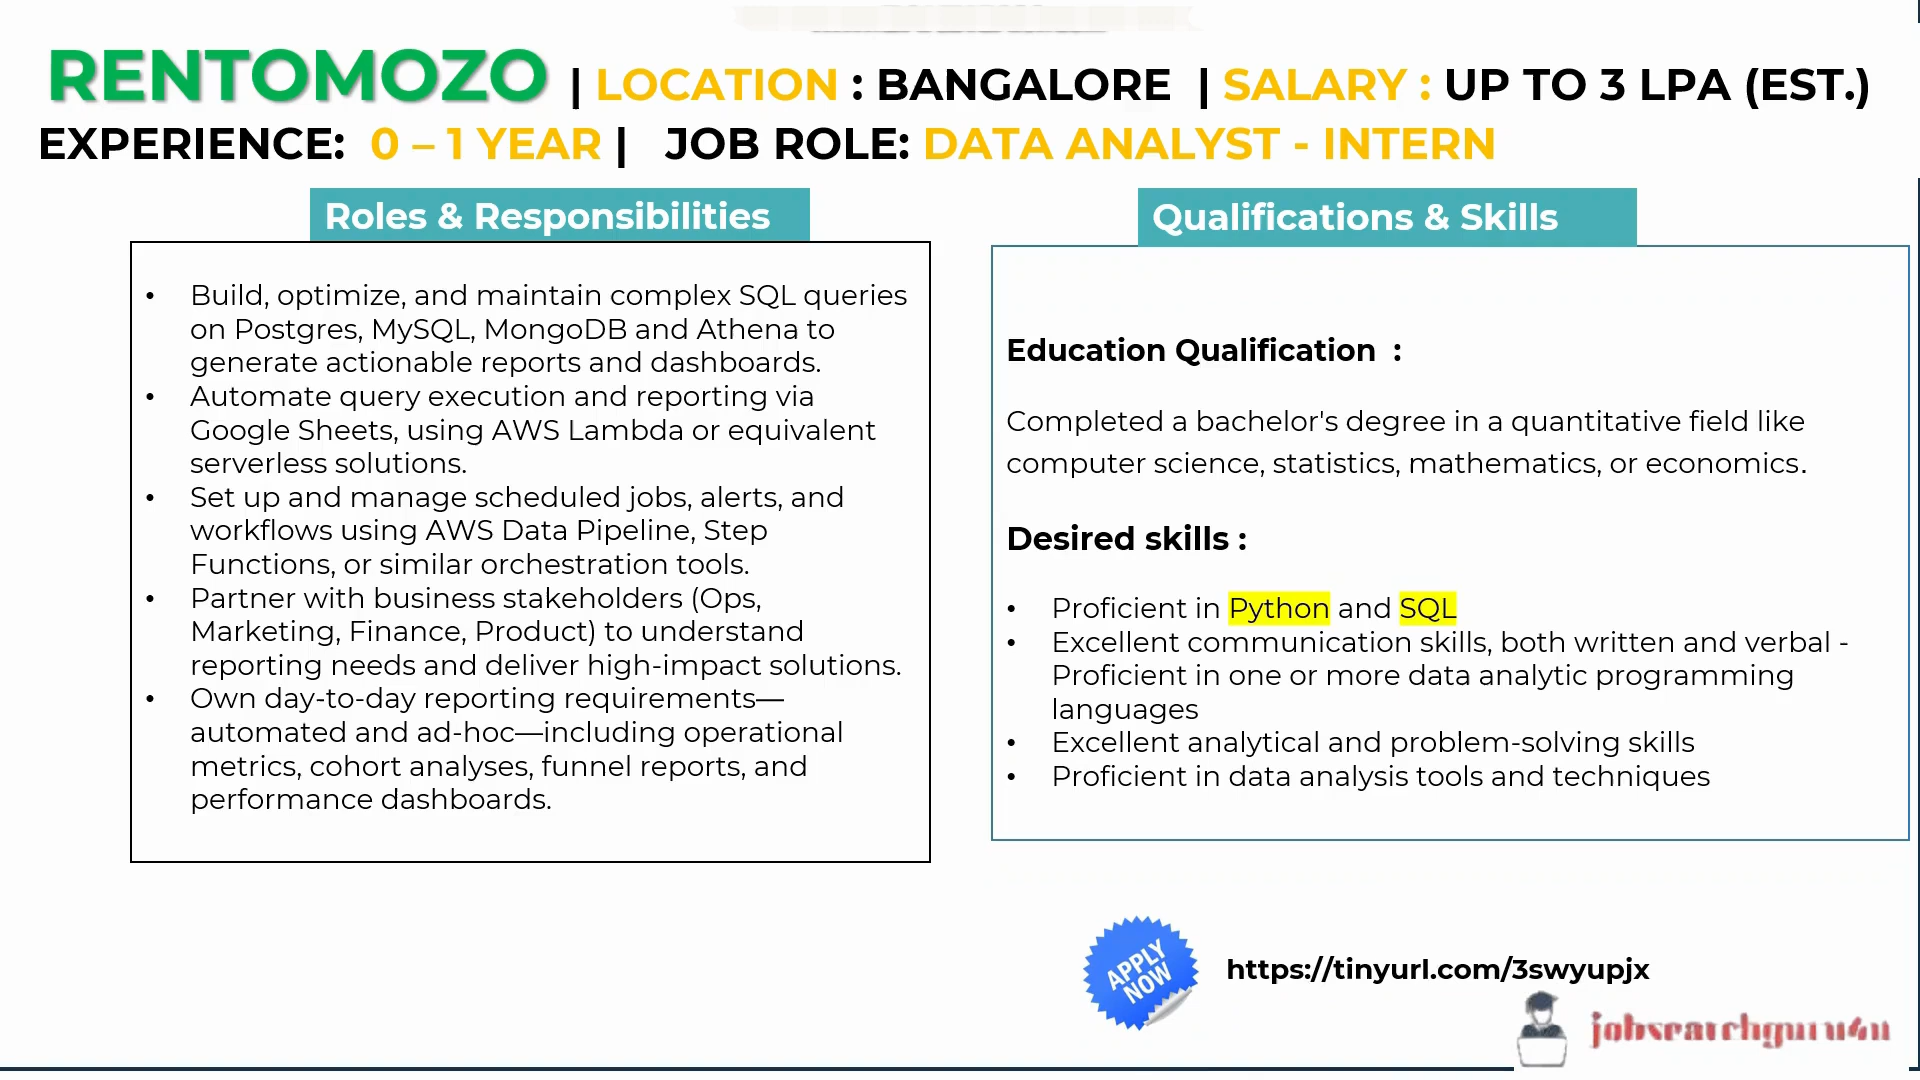 RENTOMOZO | LOCATION : BANGALORE | SALARY : UP TO 3 LPA (EST.)
EXPERIENCE: 0 – 1 YEAR | JOB ROLE: DATA ANALYST - INTERN
Roles & Responsibilities
• Build, optimize, and maintain complex SQL queries
on Postgres, MySQL, MongoDB and Athena to
generate actionable reports and dashboards.
• Automate query execution and reporting via
Google Sheets, using AWS Lambda or equivalent
serverless solutions.
• Set up and manage scheduled jobs, alerts, and
workflows using AWS Data Pipeline, Step
Functions, or similar orchestration tools.
• Partner with business stakeholders (Ops,
Marketing, Finance, Product) to understand
reporting needs and deliver high-impact solutions.
• Own day-to-day reporting requirements—
automated and ad-hoc—including operational
metrics, cohort analyses, funnel reports, and
performance dashboards.
Qualifications & Skills
Education Qualification :
Completed a bachelor's degree in a quantitative field like
computer science, statistics, mathematics, or economics.
Desired skills :
• Proficient in Python and SQL
• Excellent communication skills, both written and verbal -
Proficient in one or more data analytic programming
languages
• Excellent analytical and problem-solving skills
• Proficient in data analysis tools and techniques
APPLY
NOW
https://tinyurl.com/3swyupjx
jobsearchguru4u